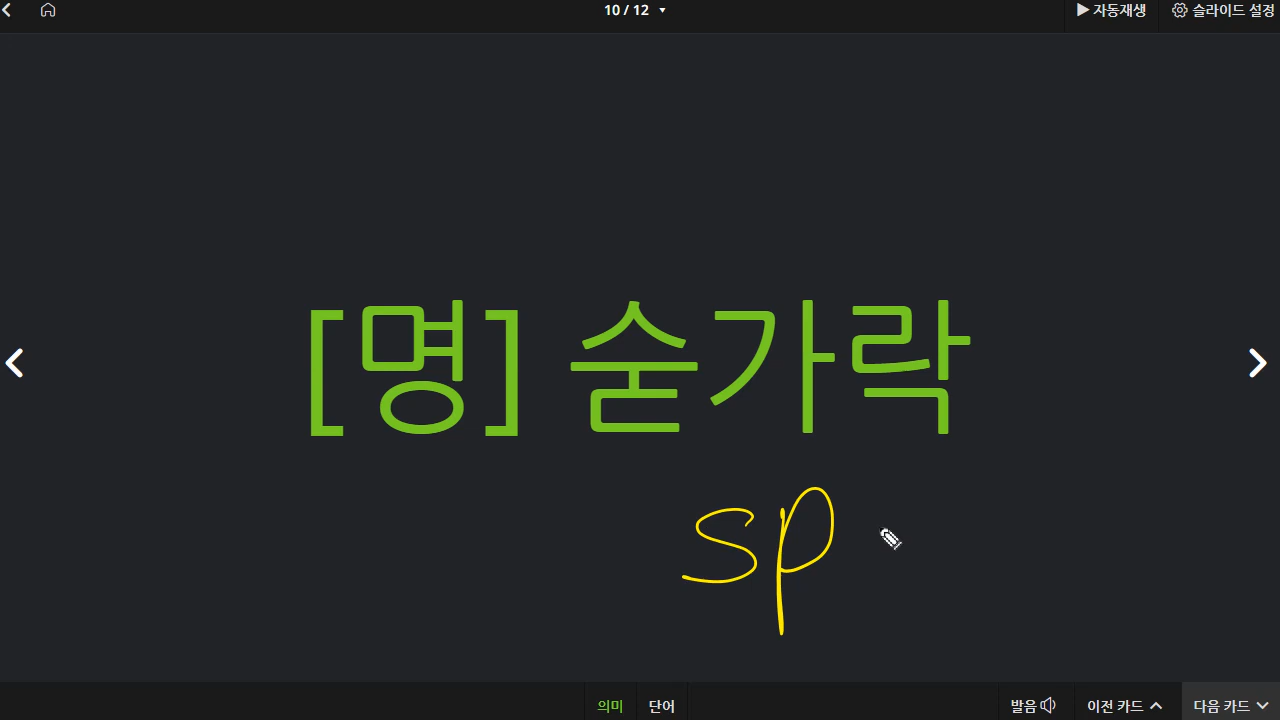 10 / 12 ▼
▶ 자동재생
슬라이드 설정
[명] 숟가락
sp
의미
단어
발음
이전 카드
다음 카드